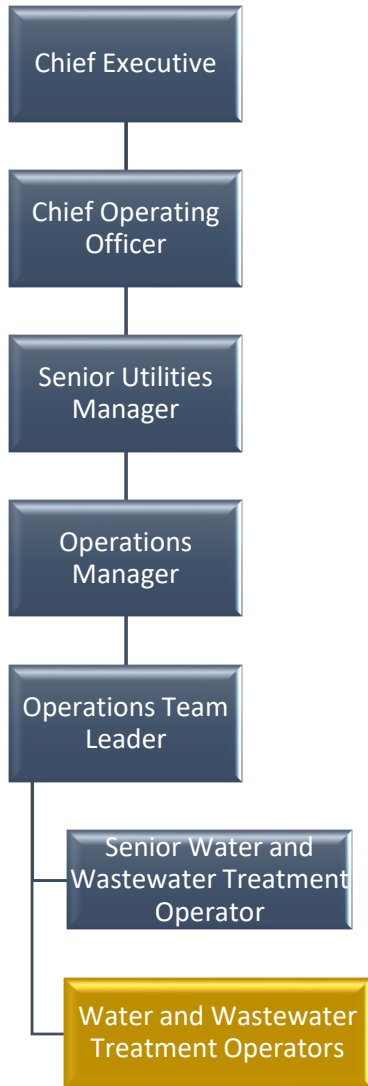 Chief Executive
Chief Operating
Officer
Senior Utilities
Manager
Operations
Manager
Operations Team
Leader
Senior Water and
Wastewater Treatment
Operator
Water and Wastewater
Treatment Operators